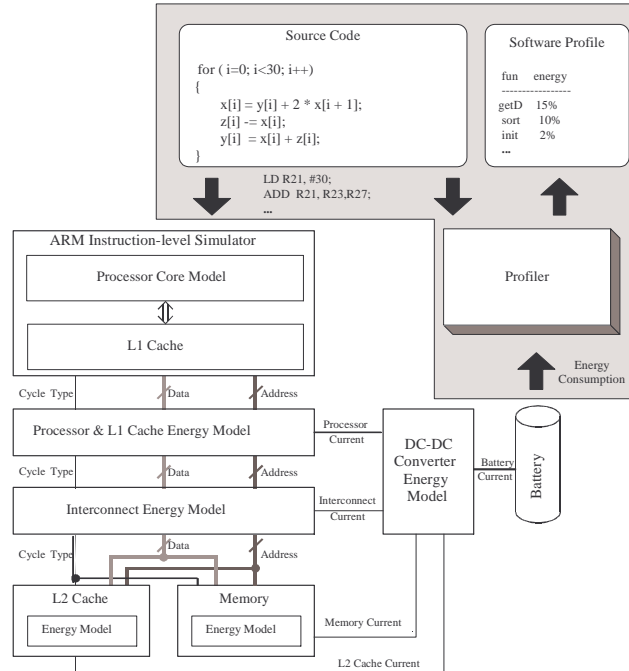 Source Code
for ( i=0; i<30; i++)
{
x[i] = y[i] + 2 * x[i + 1];
z[i] -= x[i];
y[i] = x[i] + z[i];
}
Software Profile
fun energy
-----------------
getD 15%
sort 10%
init 2%
...
LD R21, #30;
ADD R21, R23,R27;
...
ARM Instruction-level Simulator
Processor Core Model
L1 Cache
Profiler
Energy
Consumption
Cycle Type
Data
Address
Processor & L1 Cache Energy Model
Processor
Current
DC-DC
Converter
Energy
Model
Battery
Current
Battery
Cycle Type
Data
Address
Interconnect Energy Model
Interconnect
Current
Cycle Type
Data
Address
L2 Cache
Energy Model
Memory
Energy Model
Memory Current
L2 Cache Current